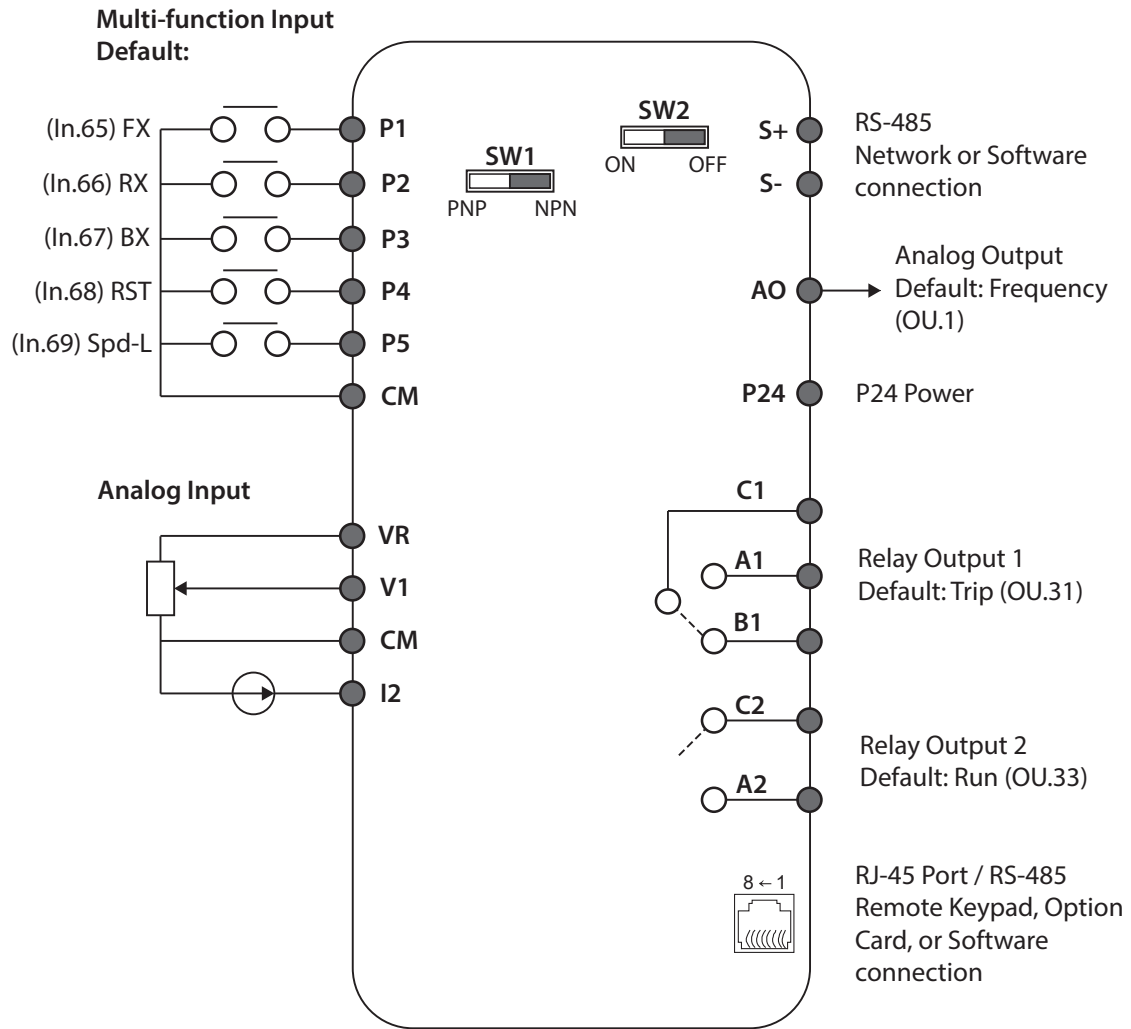 Multi-function Input
Default:
(In.65) FX
P1
(In.66) RX
P2
(In.67) BX
P3
(In.68) RST
P4
(In.69) Spd-L
P5
CM
SW1
PNP NPN
SW2
ON OFF
S+
S-
RS-485
Network or Software
connection
AO
Analog Output
Default: Frequency
(OU.1)
P24
P24 Power
Analog Input
VR
V1
CM
I2
C1
A1
B1
Relay Output 1
Default: Trip (OU.31)
C2
A2
Relay Output 2
Default: Run (OU.33)
8 ← 1
RJ-45 Port / RS-485
Remote Keypad, Option
Card, or Software
connection